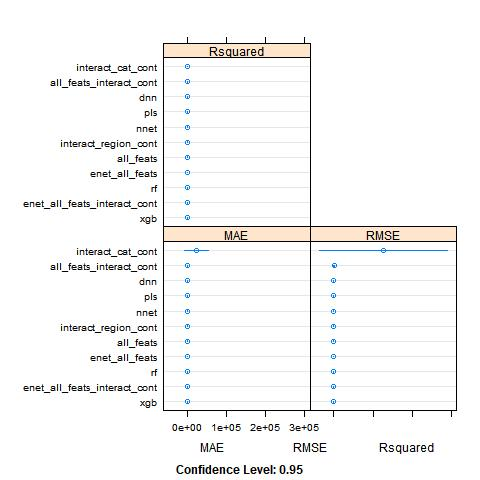 Rsquared
interact_cat_cont
all_feats_interact_cont
dnn
pls
nnet
interact_region_cont
all_feats
enet_all_feats
rf
enet_all_feats_interact_cont
xgb
MAE RMSE
interact_cat_cont
all_feats_interact_cont
dnn
pls
nnet
interact_region_cont
all_feats
enet_all_feats
rf
enet_all_feats_interact_cont
xgb
0e+00 1e+05 2e+05 3e+05
MAE RMSE Rsquared
Confidence Level: 0.95